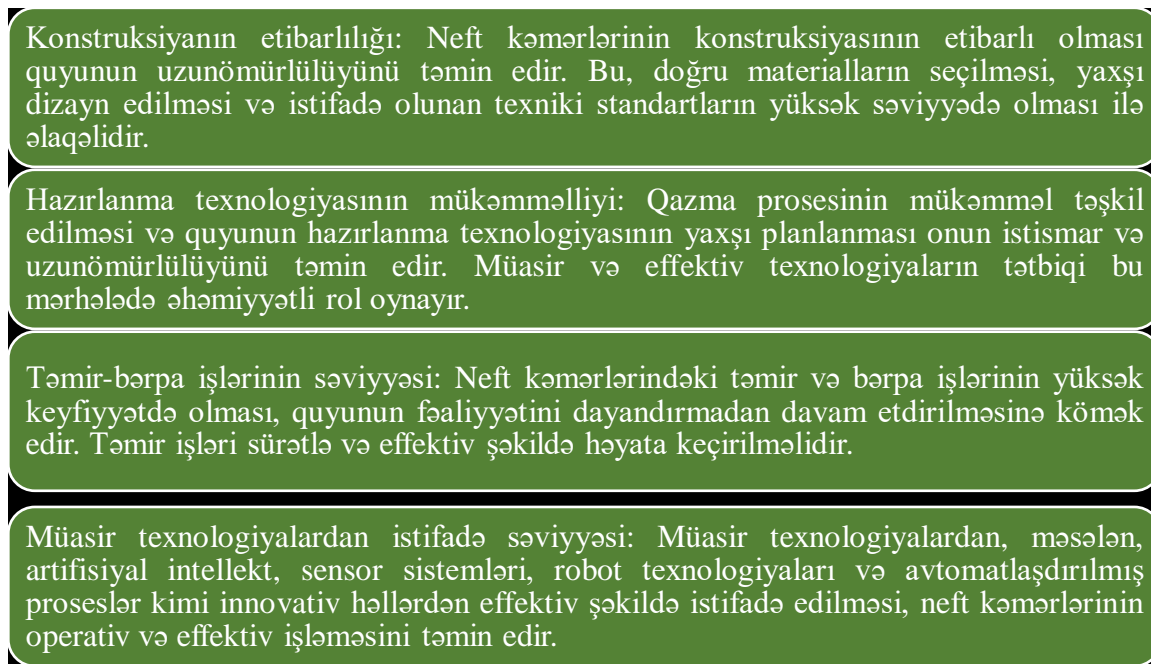 Konstruksiyanın etibarlılığı: Neft kəmərlərinin konstruksiyasının etibarlı olması
quyunun uzunömürlülüyünü təmin edir. Bu, doğru materialların seçilməsi, yaxşı
dizayn edilməsi və istifadə olunan texniki standartların yüksək səviyyədə olması ilə
əlaqəlidir.
Hazırlanma texnologiyasının mükəmməlliyi: Qazma prosesinin mükəmməl təşkil
edilməsi və quyunun hazırlanma texnologiyasının yaxşı planlanması onun istismar və
uzunömürlülüyünü təmin edir. Müasir və effektiv texnologiyaların tətbiqi bu
mərhələdə əhəmiyyətli rol oynayır.
Təmir-bərpa işlərinin səviyyəsi: Neft kəmərlərindəki təmir və bərpa işlərinin yüksək
keyfiyyətdə olması, quyunun fəaliyyətini dayandırmadan davam etdirilməsinə kömək
edir. Təmir işləri sürətlə və effektiv şəkildə həyata keçirilməlidir.
Müasir texnologiyalardan istifadə səviyyəsi: Müasir texnologiyalardan, məsələn,
artifisiyal intellekt, sensor sistemləri, robot texnologiyaları və avtomatlaşdırılmış
proseslər kimi innovativ həllərdən effektiv şəkildə istifadə edilməsi, neft kəmərlərinin
operativ və effektiv işləməsini təmin edir.